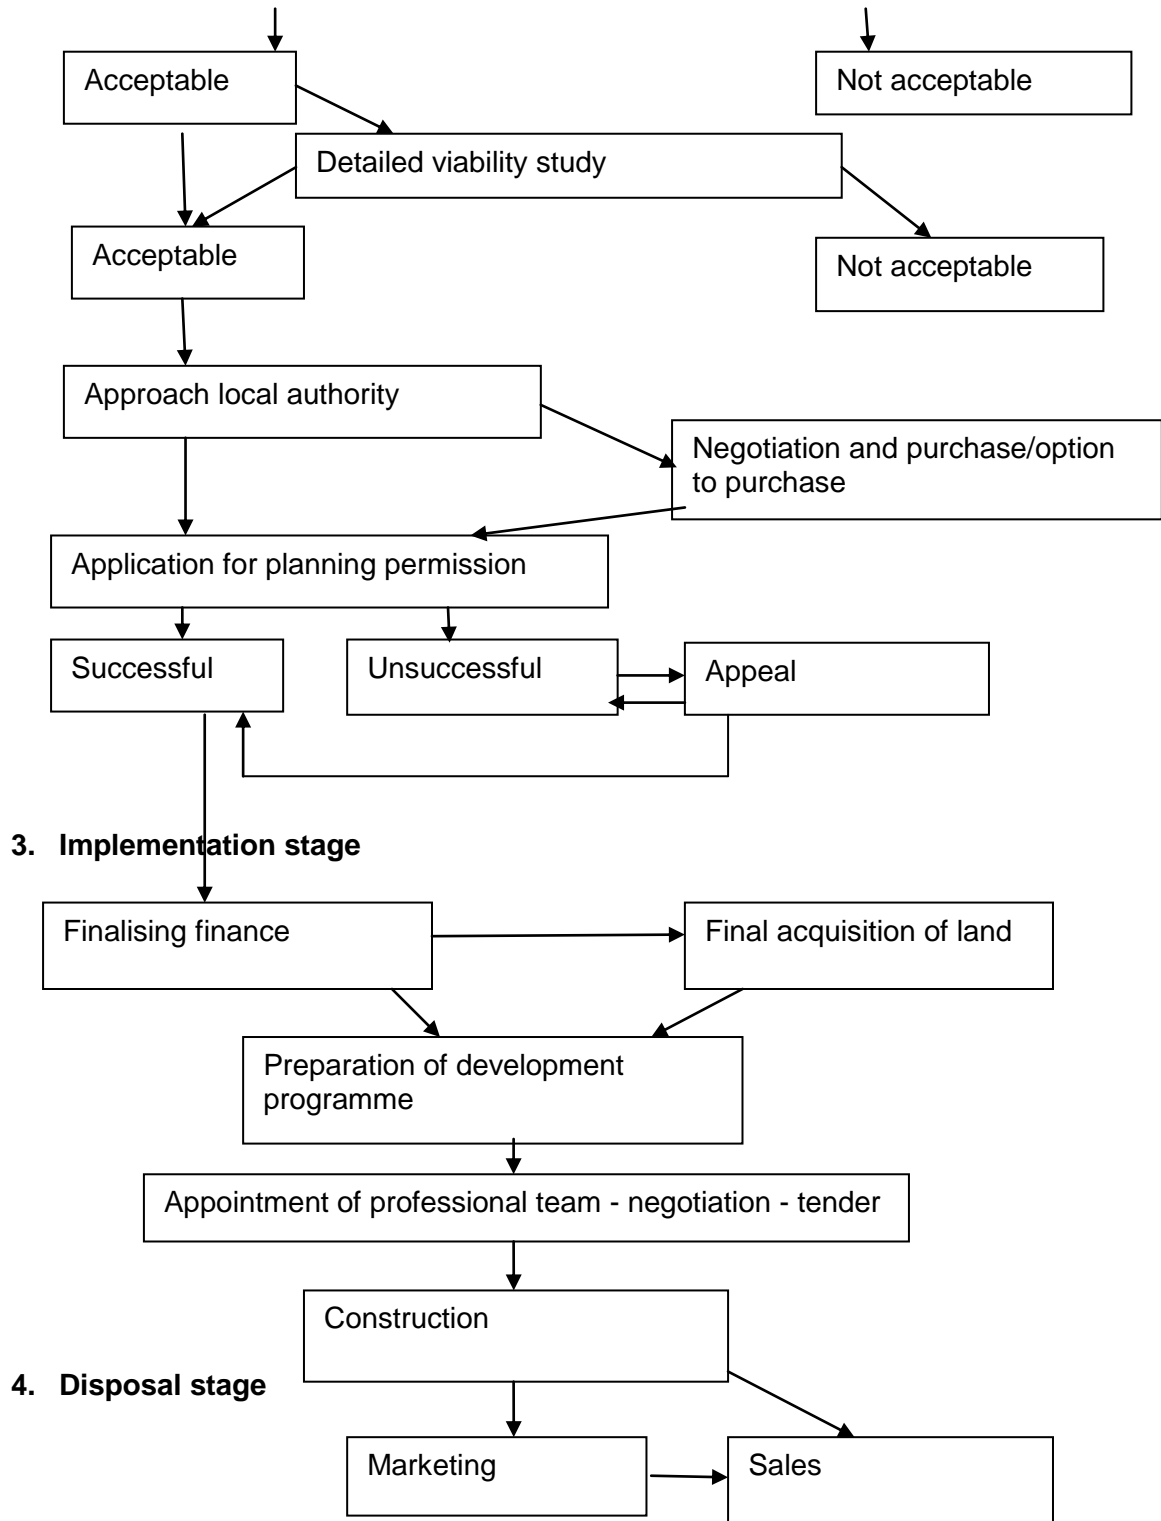 Acceptable
Not acceptable
Detailed viability study
Acceptable
Not acceptable
Approach local authority
Negotiation and purchase/option
to purchase
Application for planning permission
Successful
Unsuccessful
Appeal
3. Implementation stage
Finalising finance
Final acquisition of land
Preparation of development
programme
Appointment of professional team - negotiation - tender
Construction
4. Disposal stage
Marketing
Sales